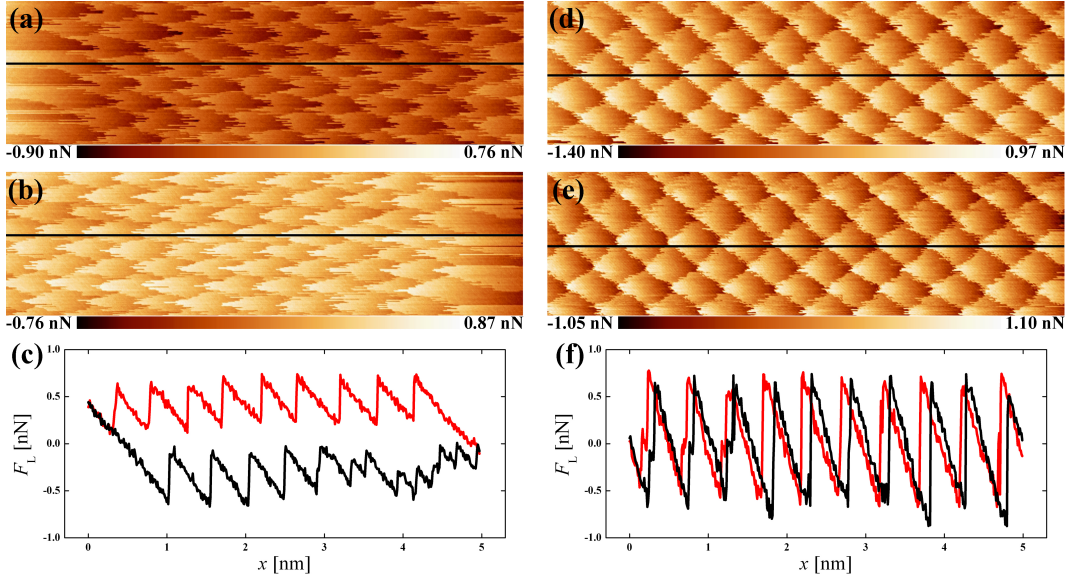 (a)
-0.90 nN 0.76 nN
(b)
-0.76 nN 0.87 nN
(c)
1.0
0.5
0.0
-0.5
-1.0
F_L [nN]
0 1 2 3 4 5
x [nm]
(d)
-1.40 nN 0.97 nN
(e)
-1.05 nN 1.10 nN
(f)
1.0
0.5
0.0
-0.5
-1.0
F_L [nN]
0 1 2 3 4 5
x [nm]